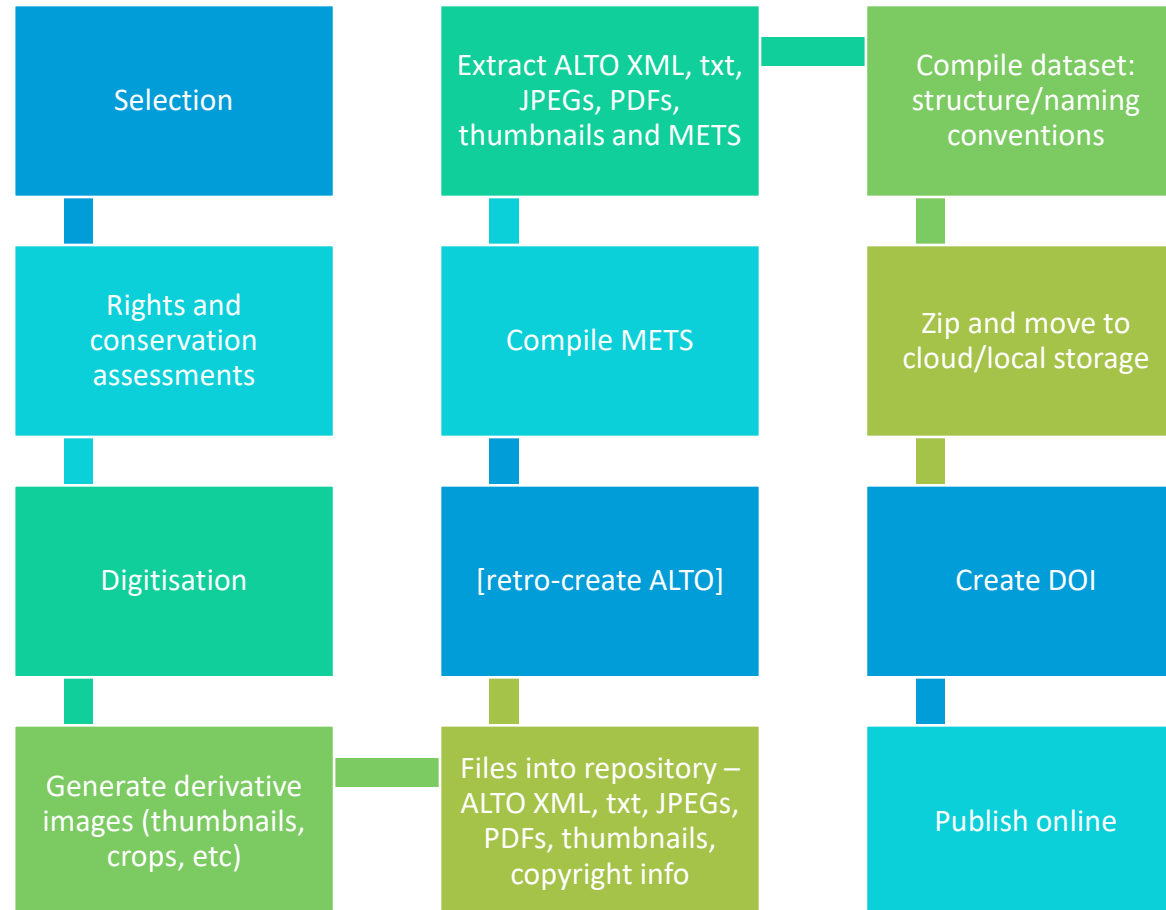 Selection
Rights and
conservation
assessments
Digitisation
Generate derivative
images (thumbnails,
crops, etc)
Files into repository –
ALTO XML, txt, JPEGs,
PDFs, thumbnails,
copyright info
[retro-create ALTO]
Compile METS
Extract ALTO XML, txt,
JPEGs, PDFs,
thumbnails and METS
Compile dataset:
structure/naming
conventions
Zip and move to
cloud/local storage
Create DOI
Publish online